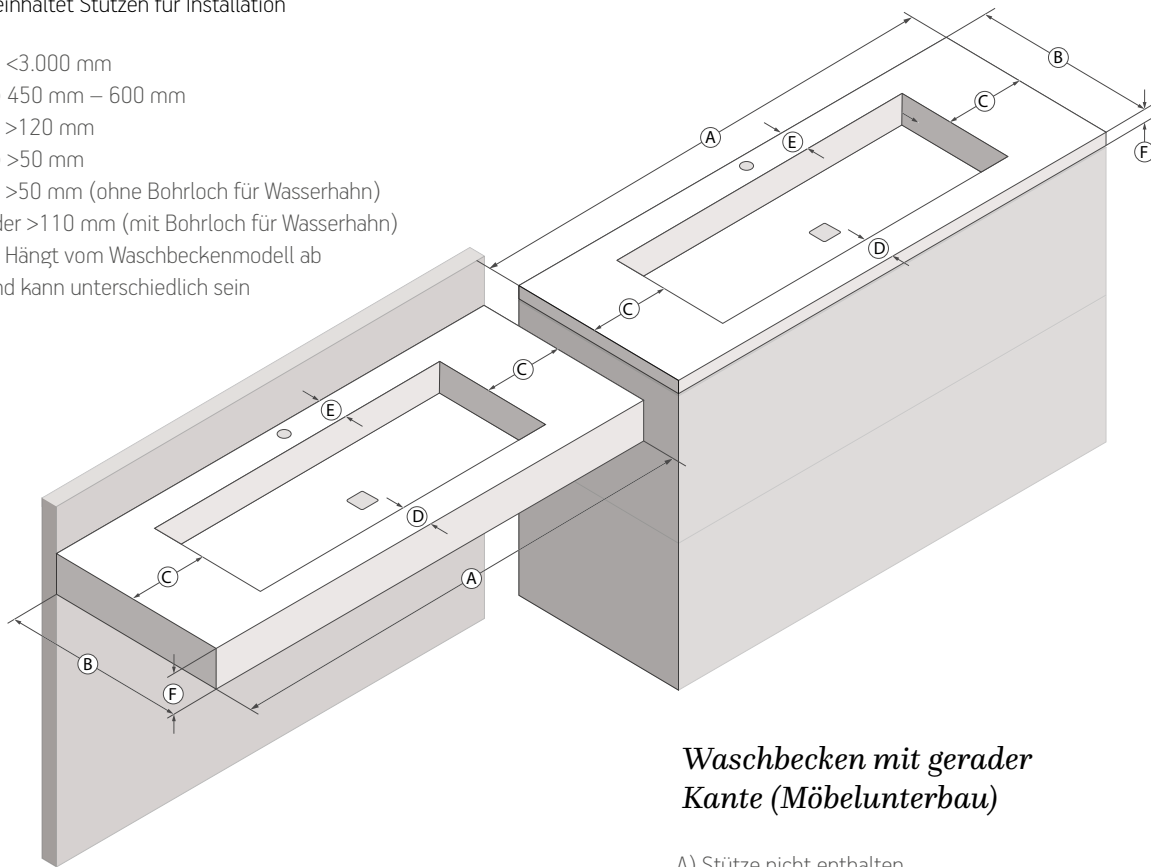 einhaltet Stützen für Installation
<3.000 mm
450 mm – 600 mm
>120 mm
>50 mm
>50 mm (ohne Bohrloch für Wasserhahn)
der >110 mm (mit Bohrloch für Wasserhahn)
Hängt vom Waschbeckenmodell ab
nd kann unterschiedlich sein
B
C
A
E
F
D
C
C
E
D
C
A
B
F
Waschbecken mit gerader
Kante (Möbelunterbau)
A) Stütze nicht enthalten